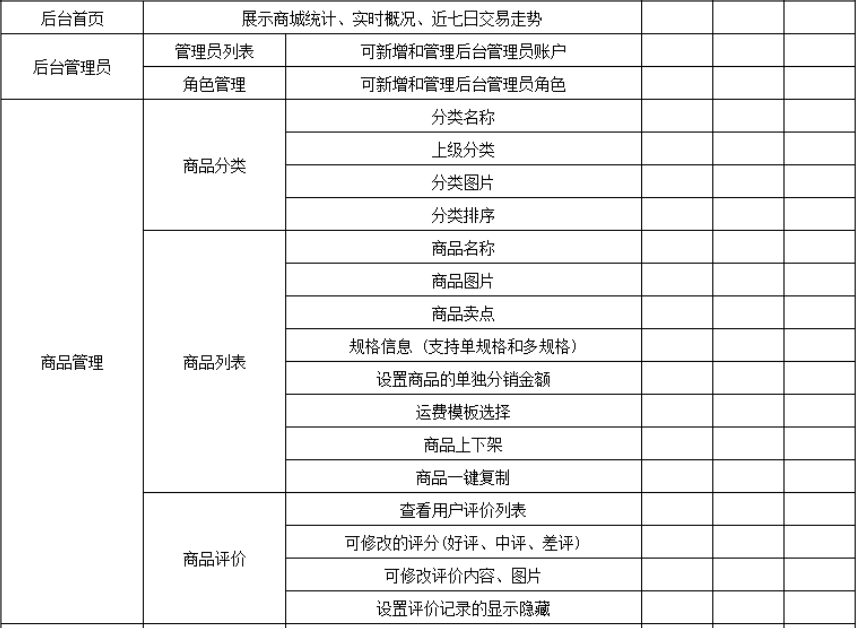 后台首页 展示商城统计、实时概况、近七日交易走势
后台管理员 管理员列表 可新增和管理后台管理员账户
角色管理 可新增和管理后台管理员角色
商品管理 商品分类 分类名称
上级分类
分类图片
分类排序
商品列表 商品名称
商品图片
商品卖点
规格信息 (支持单规格和多规格)
设置商品的单独分销金额
运费模板选择
商品上下架
商品一键复制
商品评价 查看用户评价列表
可修改的评分(好评、中评、差评)
可修改评价内容、图片
设置评价记录的显示隐藏